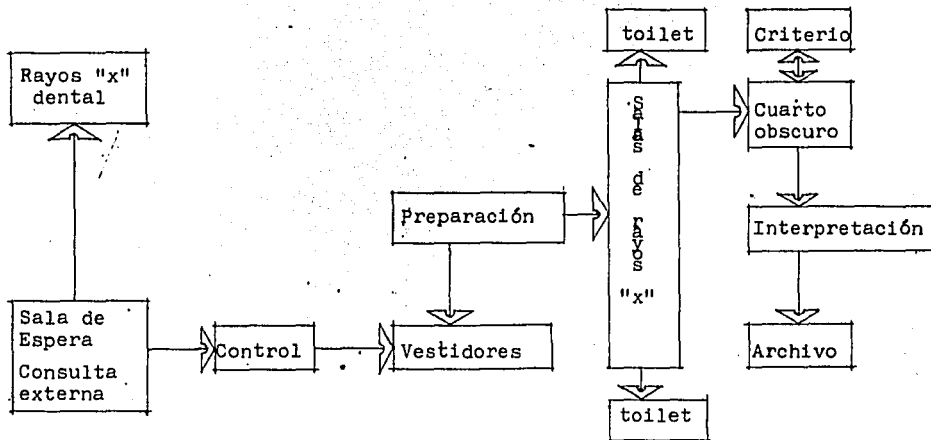 toilet
Criterio
Rayos "x"
dental
Salas de rayos "x"
Cuarto
obscuro
Preparación
Interpretación
Sala de
Espera
Consulta
externa
Control
Vestidores
Archivo
toilet